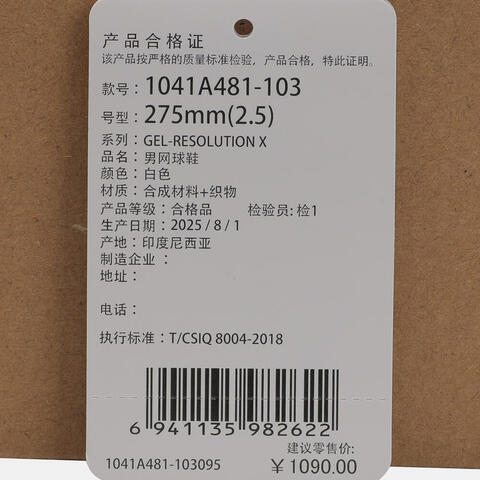 产品合格证
该产品按严格的质量标准检验，产品合格，特此证明。
款号：1041A481-103
号型：275mm(2.5)
系列：GEL-RESOLUTION X
品名：男网球鞋
颜色：白色
材质：合成材料+织物
产品等级：合格品 检验员：检1
生产日期：2025 / 8 / 1
产地：印度尼西亚
制造企业 ：
地址：
电话：
执行标准：T/CSIQ 8004-2018
6 941135 982622
建议零售价:
1041A481-103095 ￥1090.00